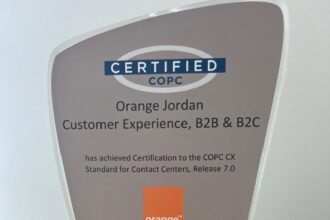 CERTIFIED
COPC
Orange Jordan
Customer Experience, B2B & B2C
has achieved Certification to the COPC CX
Standard for Contact Centers, Release 7.0
orange